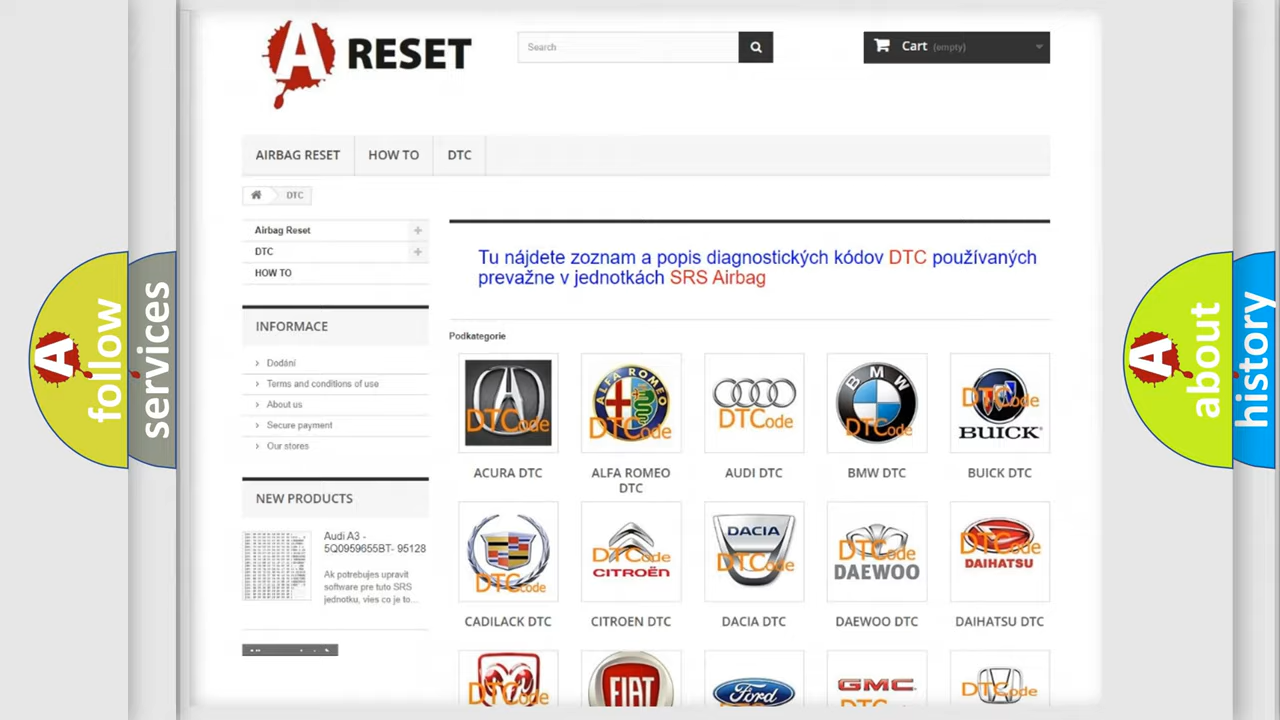 A RESET
Search
Cart (empty)
AIRBAG RESET
HOW TO
DTC
DTC
Airbag Reset
DTC
HOW TO
INFORMACE
Dodání
Terms and conditions of use
About us
Secure payment
Our stores
NEW PRODUCTS
Audi A3 -
5Q0959655BT- 95128
Ak potrebujes upravit
software pre tuto SRS
jednotku, vies co je to...
Tu nájdete zoznam a popis diagnostických kódov DTC používaných
prevažne v jednotkách SRS Airbag
Podkategorie
DTCode
ALFA ROMEO
DTCode
DTCode
BMW
DTCode
DTCode
BUICK
ACURA DTC
ALFA ROMEO
DTC
AUDI DTC
BMW DTC
BUICK DTC
DTCode
DTCode
CITROËN
DACIA
DTCode
DTCode
DAEWOO
DTCode
DAIHATSU
CADILACK DTC
CITROEN DTC
DACIA DTC
DAEWOO DTC
DAIHATSU DTC
DTCode
FIAT
Ford
GMC
DTCode
A
follow
services
A
about
history